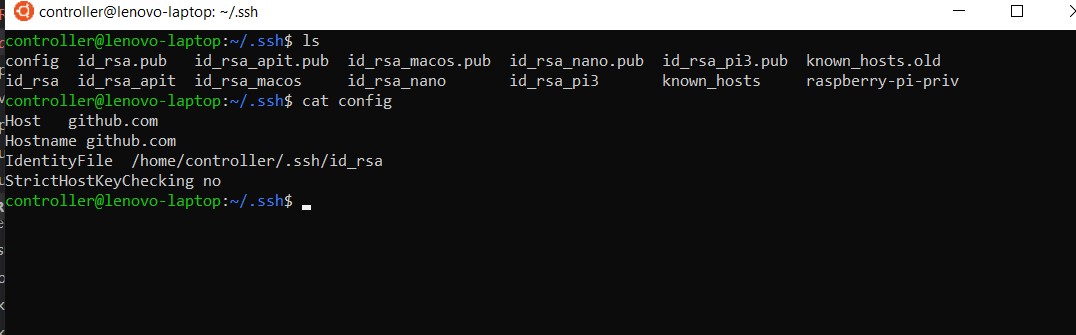 controller@lenovo-laptop: ~/.ssh
controller@lenovo-laptop:~/.ssh$ ls
config  id_rsa.pub   id_rsa_apit.pub  id_rsa_macos.pub  id_rsa_nano.pub  id_rsa_pi3.pub  known_hosts.old
id_rsa  id_rsa_apit  id_rsa_macos     id_rsa_nano       id_rsa_pi3       known_hosts     raspberry-pi-priv
controller@lenovo-laptop:~/.ssh$ cat config
Host   github.com
Hostname github.com
IdentityFile  /home/controller/.ssh/id_rsa
StrictHostKeyChecking no
controller@lenovo-laptop:~/.ssh$